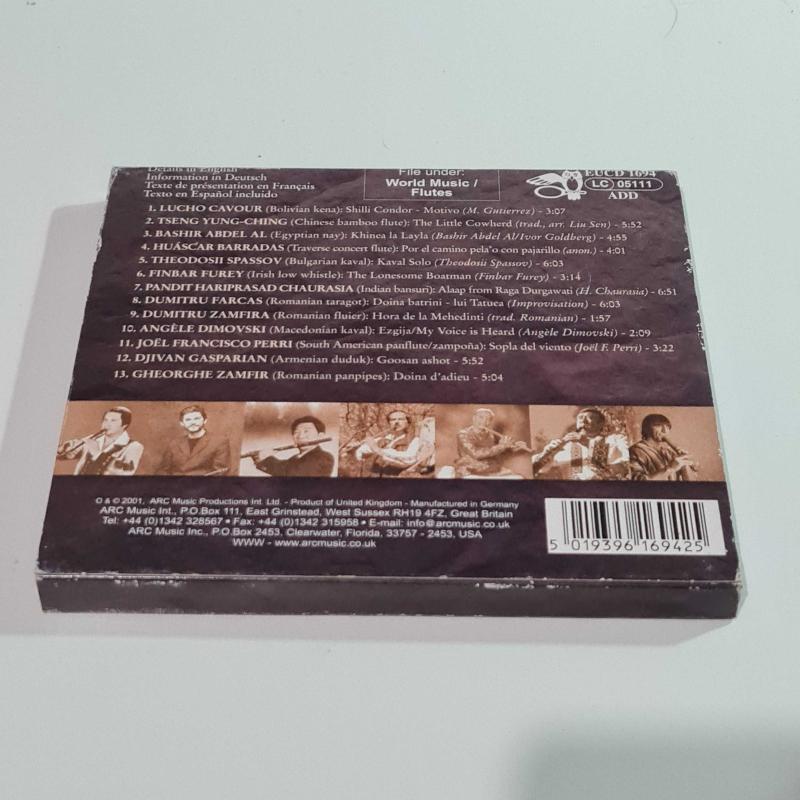 Details in English
Information in Deutsch
Texte de présentation en Français
Texto en Español incluido
File under:
World Music /
Flutes
EUCD 1694
LC 05111
ADD
1. LUCHO CAVOUR (Bolivian kena): Shilli Condor - Motivo (M. Gutierrez) - 3:07
2. TSENG YUNG-CHING (Chinese bamboo flute): The Little Cowherd (trad., arr. Liu Sen) - 5:52
3. BASHIR ABDEL AL (Egyptian nay): Khinea la Layla (Bashir Abdel Al/Ivor Goldberg) - 4:55
4. HUÁSCAR BARRADAS (Traverse concert flute): Por el camino pela'o con pajarillo (anon.) - 4:01
5. THEODOSII SPASSOV (Bulgarian kaval): Kaval Solo (Theodosii Spassov) - 6:03
6. FINBAR FUREY (Irish low whistle): The Lonesome Boatman (Finbar Furey) - 3:14
7. PANDIT HARIPRASAD CHAURASIA (Indian bansuri): Alaap from Raga Durgawati (H. Chaurasia) - 6:51
8. DUMITRU FARCAS (Romanian taragot): Doina batrini - lui Tatuca (Improvisation) - 6:03
9. DUMITRU ZAMFIRA (Romanian fluier): Hora de la Mehedinti (trad. Romanian) - 1:57
10. ANGÈLE DIMOVSKI (Macedonian kaval): Ezgija/My Voice is Heard (Angèle Dimovski) - 2:09
11. JOËL FRANCISCO PERRI (South American panflute/zampoña): Sopla del viento (Joël F. Perri) - 3:22
12. DJIVAN GASPARIAN (Armenian duduk): Goosan ashot - 5:52
13. GHEORGHE ZAMFIR (Romanian panpipes): Doina d'adieu - 5:04
℗ & © 2001, ARC Music Productions Int. Ltd. - Product of United Kingdom - Manufactured in Germany
ARC Music Int., P.O.Box 111, East Grinstead, West Sussex RH19 4FZ, Great Britain
Tel: +44 (0)1342 328567 • Fax: +44 (0)1342 315958 • E-mail: info@arcmusic.co.uk
ARC Music Inc., P.O.Box 2453, Clearwater, Florida, 33757 - 2453, USA
WWW - www.arcmusic.co.uk
5 019396 169425